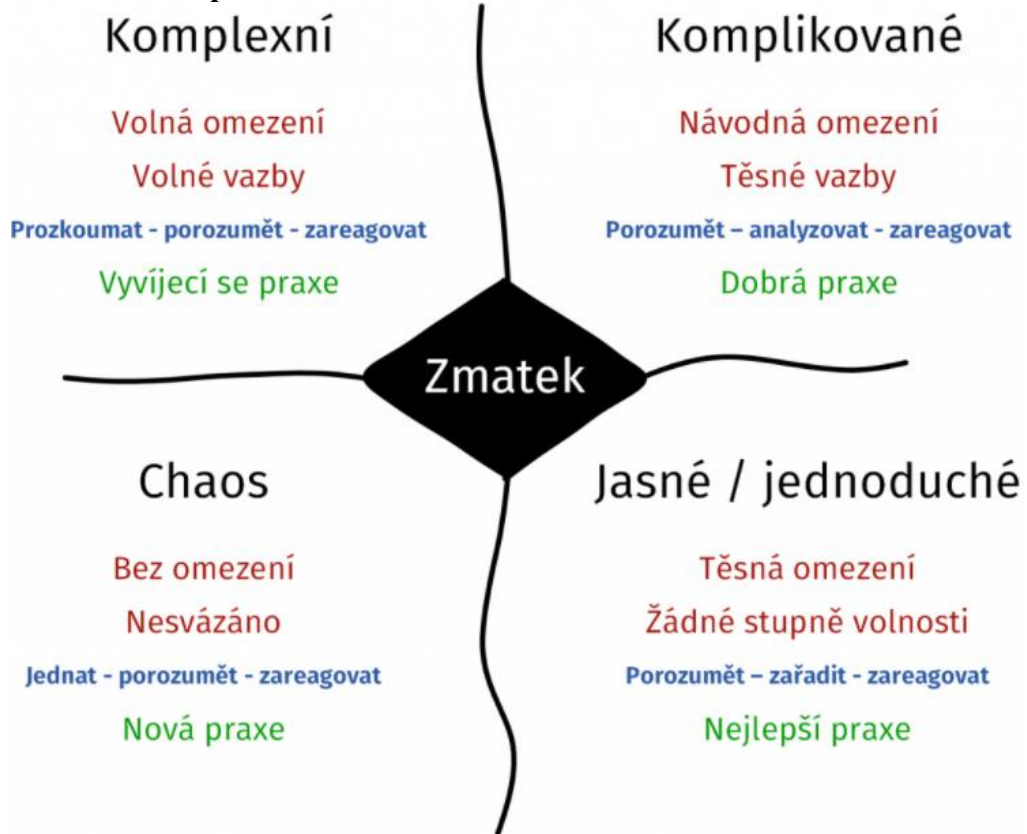 Komplexní
Volná omezení
Volné vazby
Prozkoumat - porozumět - zareagovat
Vyvíjecí se praxe
Komplikované
Návodná omezení
Těsné vazby
Porozumět – analyzovat - zareagovat
Dobrá praxe
Zmatek
Chaos
Bez omezení
Nesvázáno
Jednat - porozumět - zareagovat
Nová praxe
Jasné / jednoduché
Těsná omezení
Žádné stupně volnosti
Porozumět – zařadit - zareagovat
Nejlepší praxe